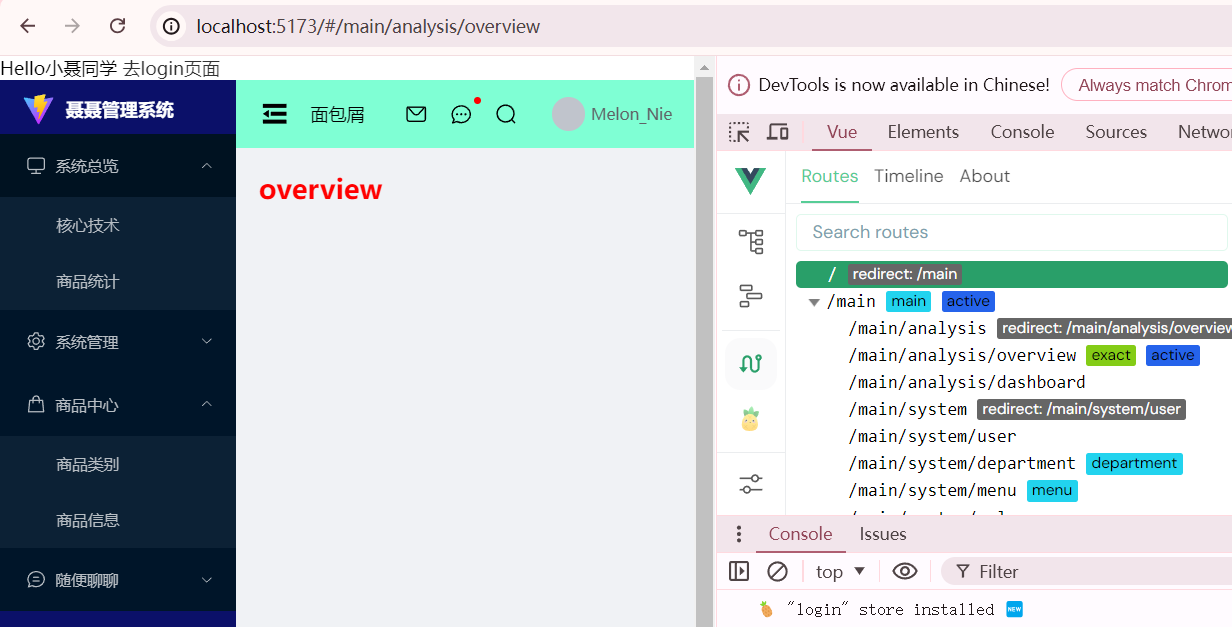 localhost:5173/#/main/analysis/overview
Hello小聂同学 去login页面
聂聂管理系统
面包屑
Melon_Nie
系统总览
核心技术
商品统计
系统管理
商品中心
商品类别
商品信息
随便聊聊
overview
DevTools is now available in Chinese!
Always match Chrom
Vue Elements Console Sources Networ
Routes Timeline About
Search routes
/ redirect: /main
/main main active
/main/analysis redirect: /main/analysis/overview
/main/analysis/overview exact active
/main/analysis/dashboard
/main/system redirect: /main/system/user
/main/system/user
/main/system/department department
/main/system/menu menu
Console Issues
top Filter
"login" store installed NEW